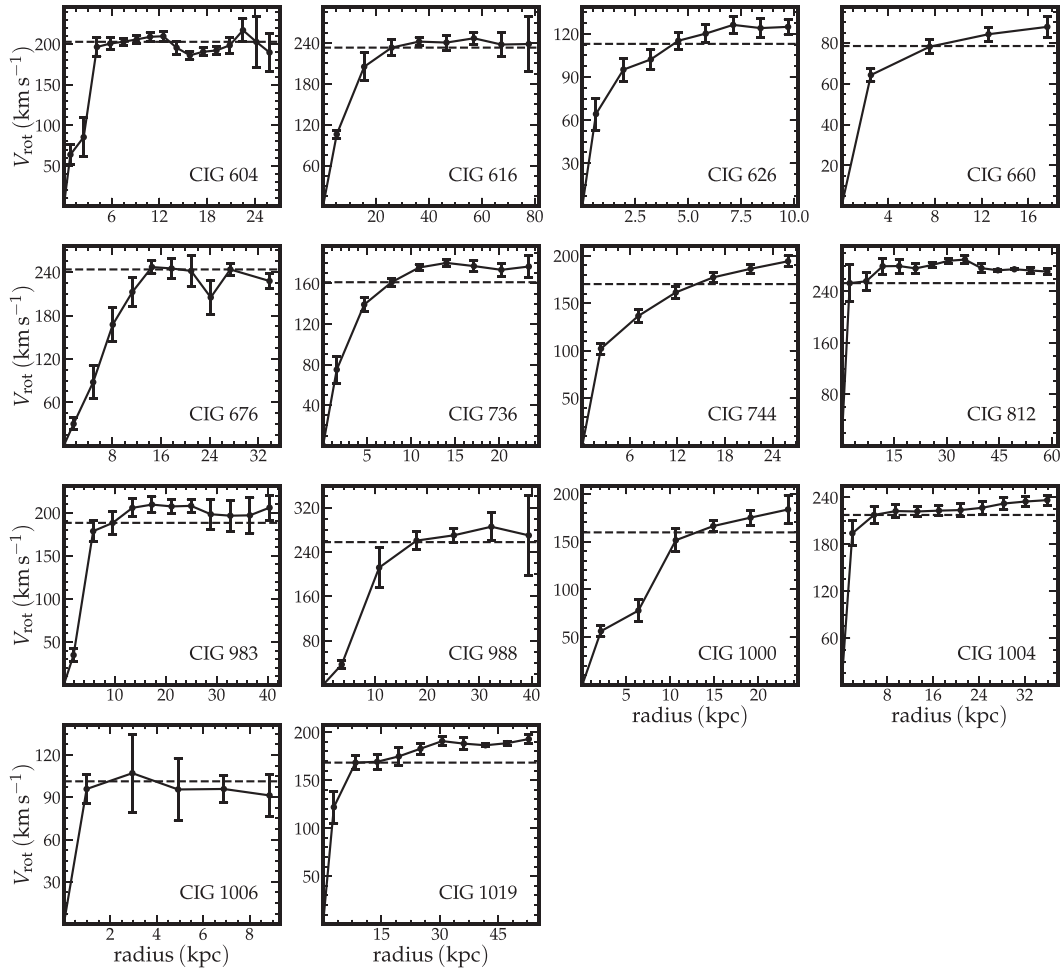 V_rot (km s⁻¹)
200
150
100
50
6 12 18 24
CIG 604
240
180
120
60
20 40 60 80
CIG 616
120
90
60
30
2.5 5.0 7.5 10.0
CIG 626
80
60
40
20
4 8 12 16
CIG 660
V_rot (km s⁻¹)
240
180
120
60
8 16 24 32
CIG 676
160
120
80
40
5 10 15 20
CIG 736
200
150
100
50
6 12 18 24
CIG 744
240
160
80
15 30 45 60
CIG 812
V_rot (km s⁻¹)
200
150
100
50
10 20 30 40
CIG 983
320
240
160
80
10 20 30 40
CIG 988
200
150
100
50
5 10 15 20
radius (kpc)
CIG 1000
240
180
120
60
8 16 24 32
radius (kpc)
CIG 1004
V_rot (km s⁻¹)
120
90
60
30
2 4 6 8
radius (kpc)
CIG 1006
200
150
100
50
15 30 45
radius (kpc)
CIG 1019